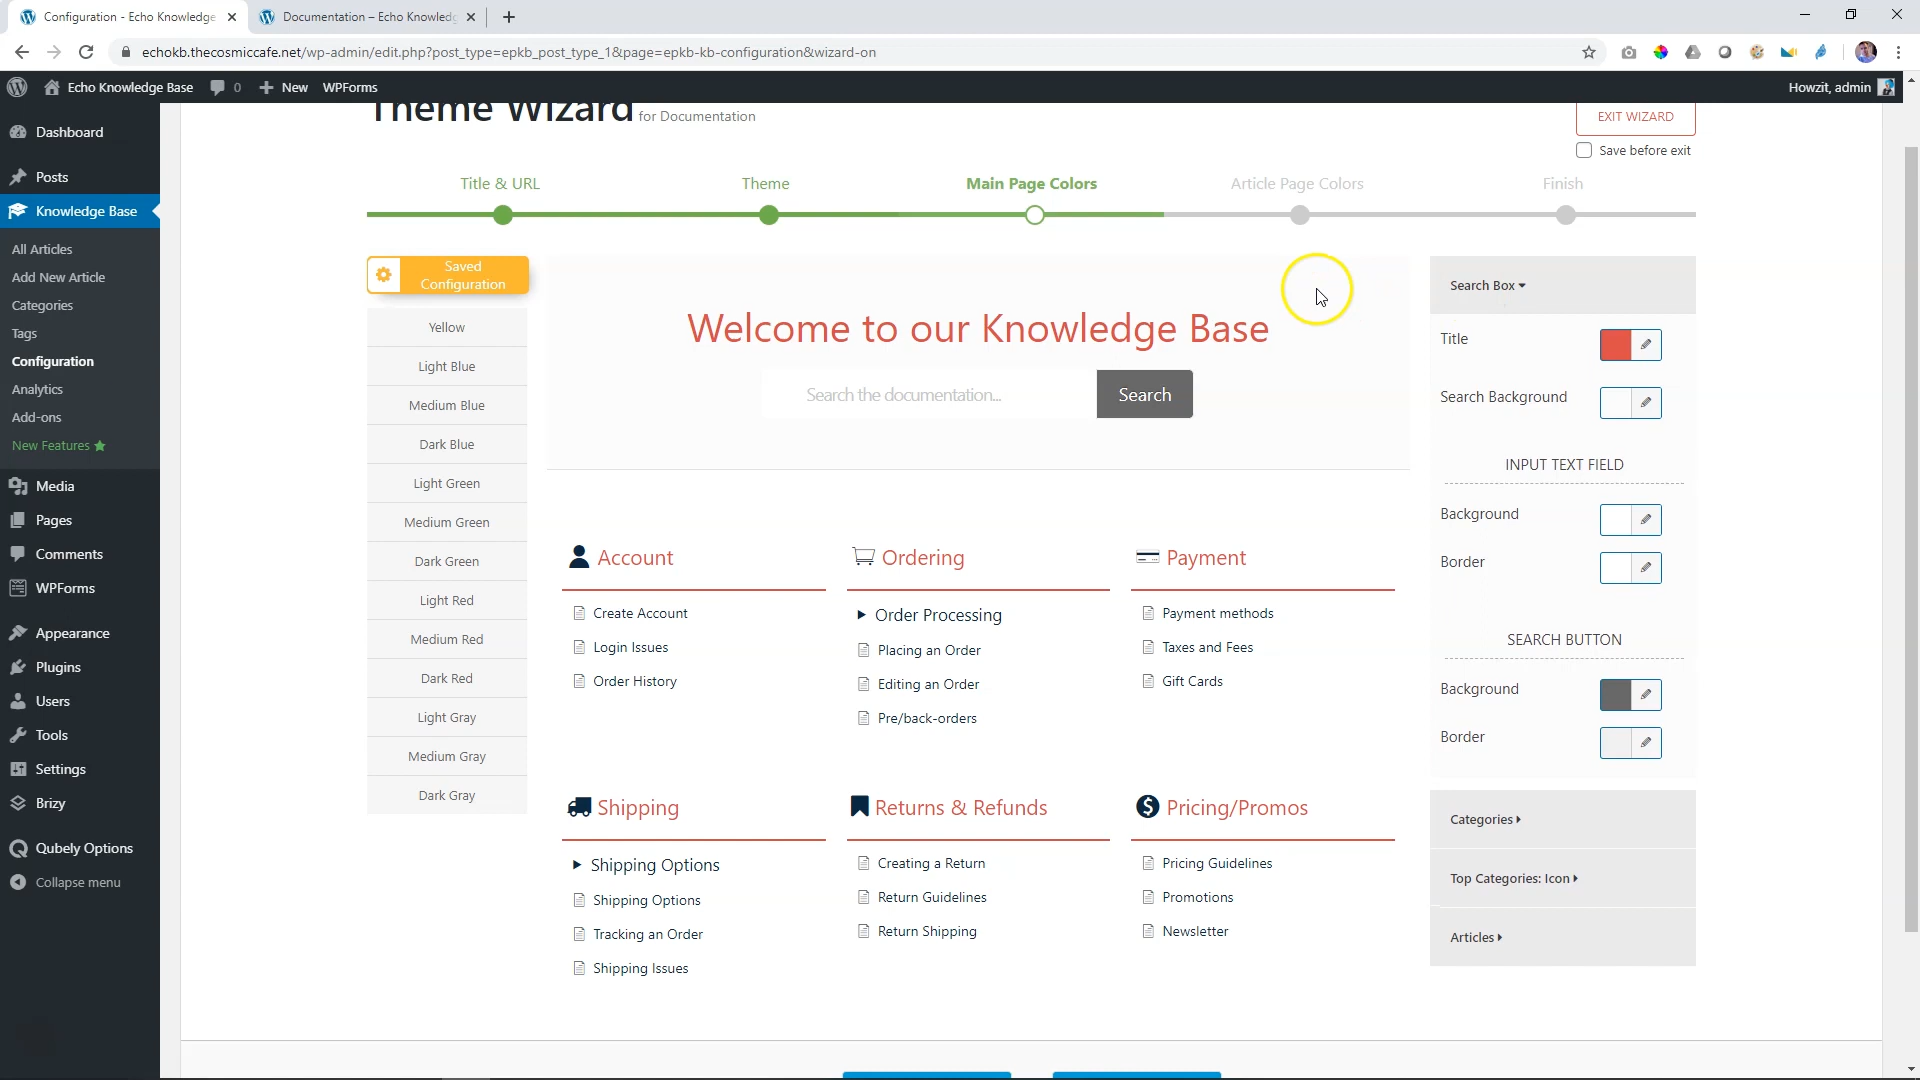 Configuration - Echo Knowledge
Documentation – Echo Knowledg
echokb.thecosmiccafe.net/wp-admin/edit.php?post_type=epkb_post_type_1&page=epkb-kb-configuration&wizard-on
Echo Knowledge Base
0
New
WPForms
Howzit, admin
Dashboard
Posts
Knowledge Base
All Articles
Add New Article
Categories
Tags
Configuration
Analytics
Add-ons
New Features
Media
Pages
Comments
WPForms
Appearance
Plugins
Users
Tools
Settings
Brizy
Qubely Options
Collapse menu
Theme Wizard for Documentation
EXIT WIZARD
Save before exit
Title & URL
Theme
Main Page Colors
Article Page Colors
Finish
Saved
Configuration
Yellow
Light Blue
Medium Blue
Dark Blue
Light Green
Medium Green
Dark Green
Light Red
Medium Red
Dark Red
Light Gray
Medium Gray
Dark Gray
Welcome to our Knowledge Base
Search the documentation...
Search
Account
Create Account
Login Issues
Order History
Ordering
Order Processing
Placing an Order
Editing an Order
Pre/back-orders
Payment
Payment methods
Taxes and Fees
Gift Cards
Shipping
Shipping Options
Shipping Options
Tracking an Order
Shipping Issues
Returns & Refunds
Creating a Return
Return Guidelines
Return Shipping
Pricing/Promos
Pricing Guidelines
Promotions
Newsletter
Search Box
Title
Search Background
INPUT TEXT FIELD
Background
Border
SEARCH BUTTON
Background
Border
Categories
Top Categories: Icon
Articles